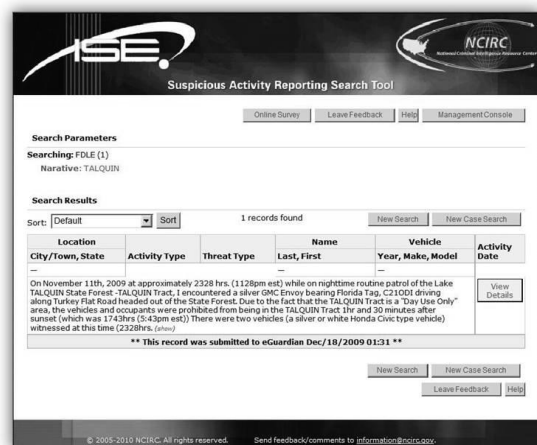 ISE
NCIRC
National Criminal Intelligence Resource Center
Suspicious Activity Reporting Search Tool
Online Survey Leave Feedback Help Management Console
Search Parameters
Searching: FDLE (1)
Narative: TALQUIN
Search Results
Sort: Default Sort 1 records found New Search New Case Search
Location Activity Type Threat Type Name Vehicle Activity Date
City/Town, State Last, First Year, Make, Model
— — —
On November 11th, 2009 at approximately 2328 hrs. (1128pm est) while on nighttime routine patrol of the Lake
TALQUIN State Forest -TALQUIN Tract, I encountered a silver GMC Envoy bearing Florida Tag, C21ODI driving
along Turkey Flat Road headed out of the State Forest. Due to the fact that the TALQUIN Tract is a "Day Use Only"
area, the vehicles and occupants were prohibited from being in the TALQUIN Tract 1hr and 30 minutes after
sunset (which was 1743hrs (5:43pm est)) There were two vehicles (a silver or white Honda Civic type vehicle)
witnessed at this time (2328hrs. (show)
View Details
** This record was submitted to eGuardian Dec/18/2009 01:31 **
New Search New Case Search
Leave Feedback Help
© 2005-2010 NCIRC. All rights reserved. Send feedback/comments to information@ncirc.gov.